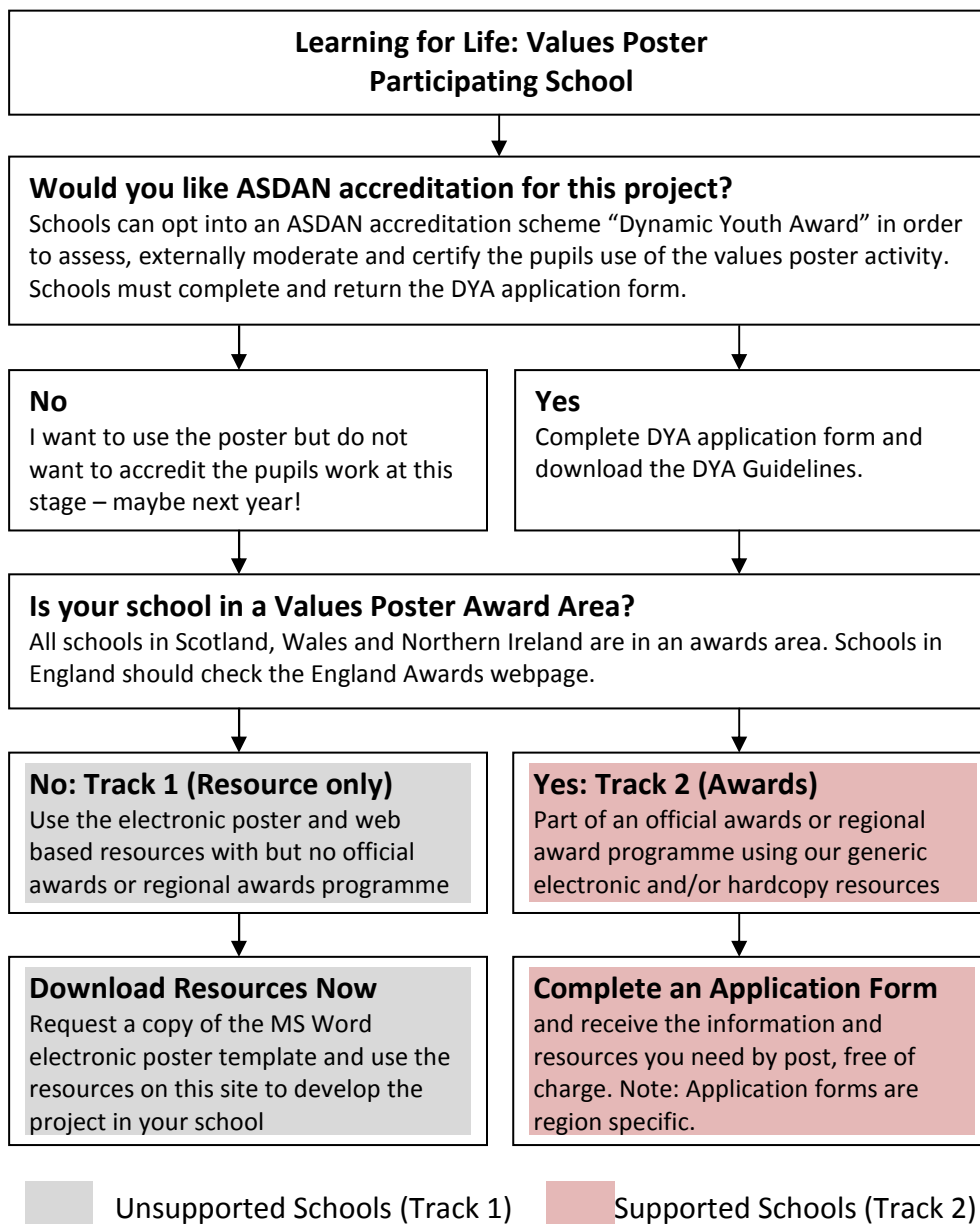 Learning for Life: Values Poster
Participating School
Would you like ASDAN accreditation for this project?
Schools can opt into an ASDAN accreditation scheme “Dynamic Youth Award” in order
to assess, externally moderate and certify the pupils use of the values poster activity.
Schools must complete and return the DYA application form.
No
I want to use the poster but do not
want to accredit the pupils work at this
stage – maybe next year!
Yes
Complete DYA application form and
download the DYA Guidelines.
Is your school in a Values Poster Award Area?
All schools in Scotland, Wales and Northern Ireland are in an awards area. Schools in
England should check the England Awards webpage.
No: Track 1 (Resource only)
Use the electronic poster and web
based resources with but no official
awards or regional awards programme
Yes: Track 2 (Awards)
Part of an official awards or regional
award programme using our generic
electronic and/or hardcopy resources
Download Resources Now
Request a copy of the MS Word
electronic poster template and use the
resources on this site to develop the
project in your school
Complete an Application Form
and receive the information and
resources you need by post, free of
charge. Note: Application forms are
region specific.
Unsupported Schools (Track 1)
Supported Schools (Track 2)